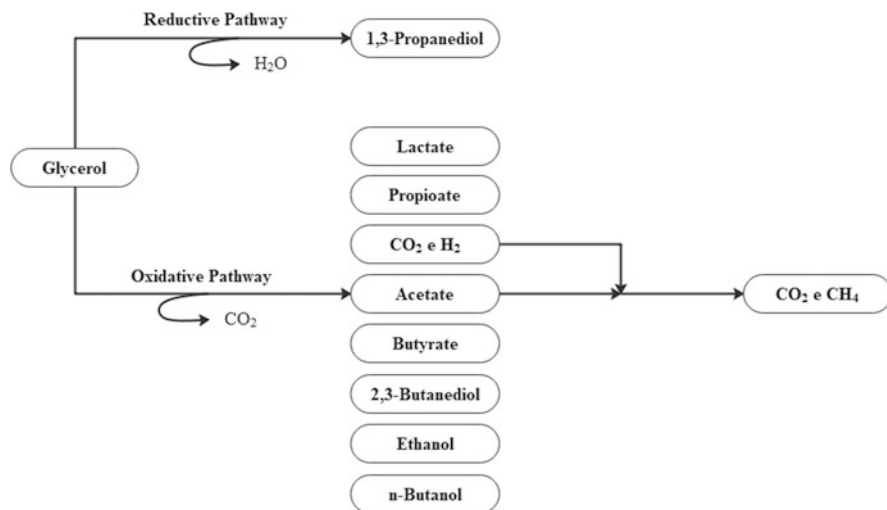 Reductive Pathway
1,3-Propanediol
H₂O
Lactate
Glycerol
Propioate
CO₂ e H₂
Oxidative Pathway
Acetate
CO₂ e CH₄
CO₂
Butyrate
2,3-Butanediol
Ethanol
n-Butanol